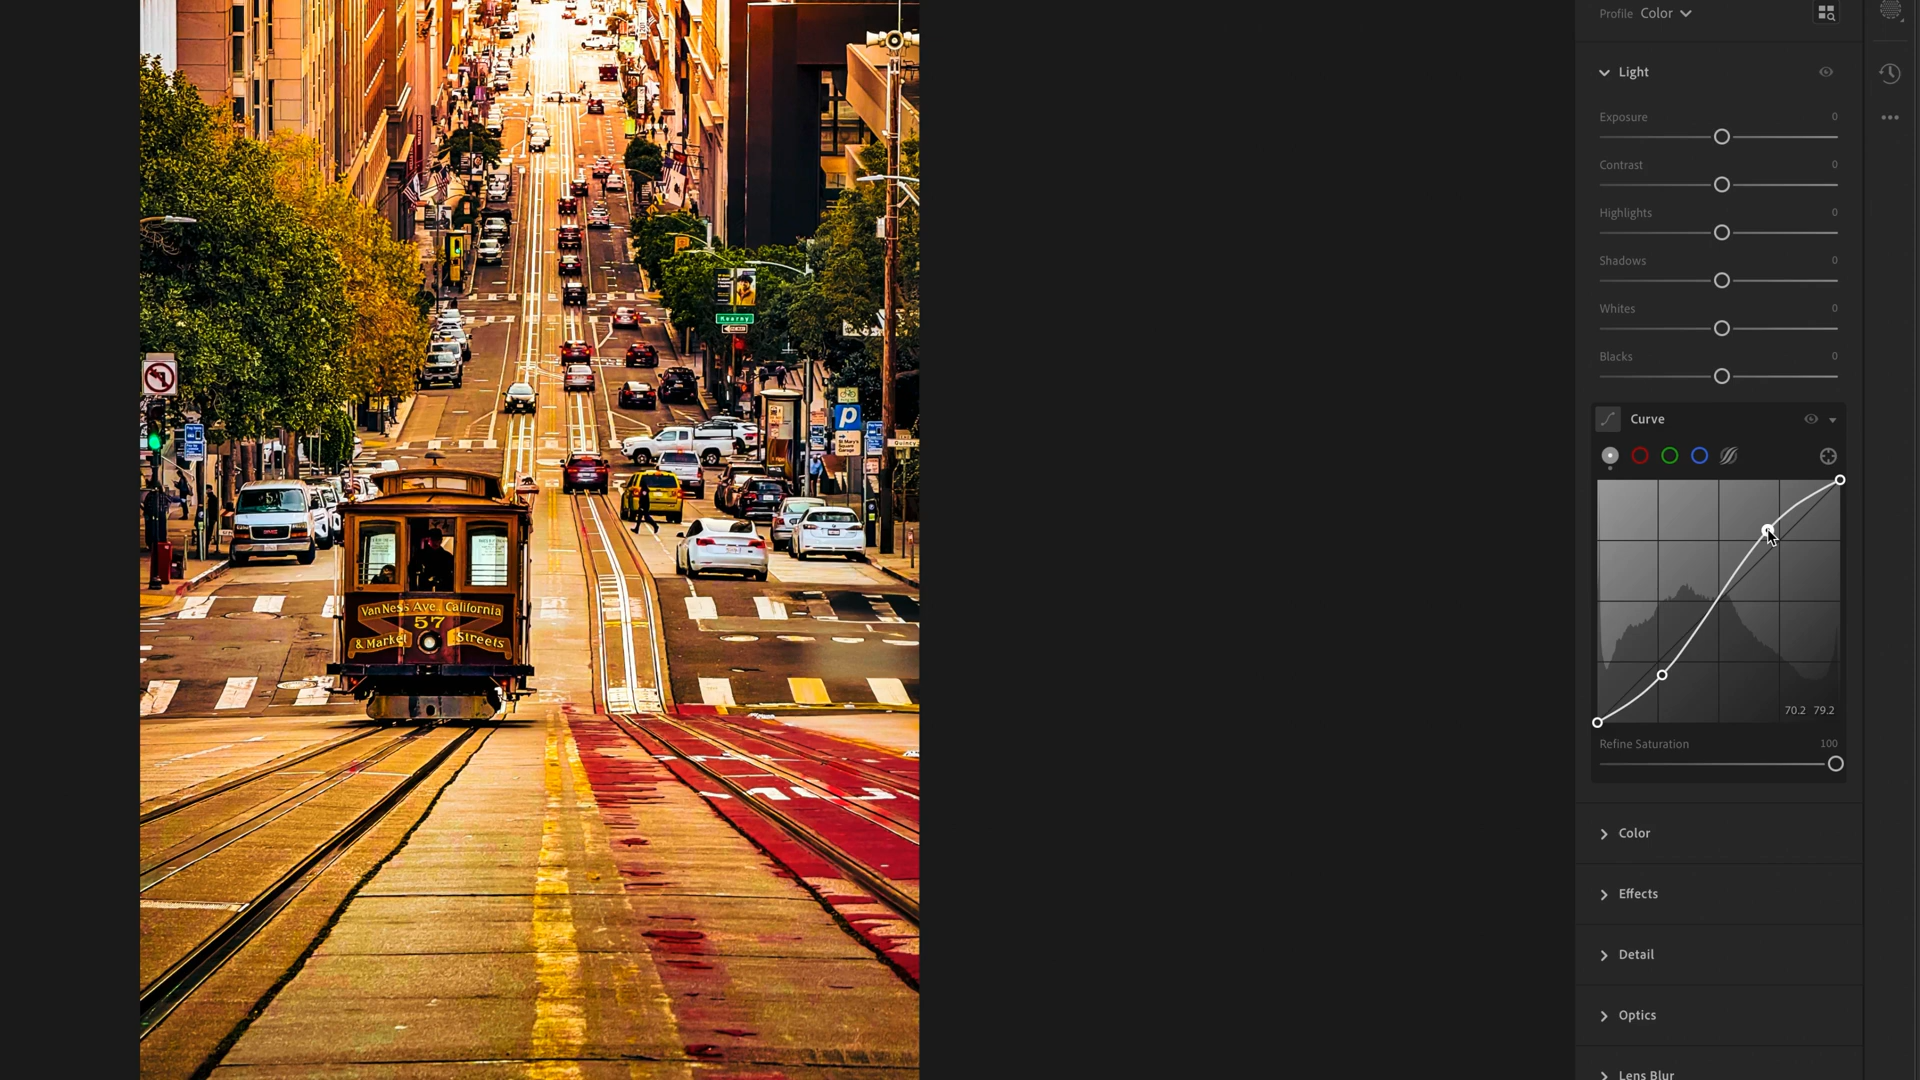 Profile Color
Light
Exposure 0
Contrast 0
Highlights 0
Shadows 0
Whites 0
Blacks 0
Curve
70.2 79.2
Refine Saturation 100
Color
Effects
Detail
Optics
Lens Blur
Kearny
P
Quincy
Van Ness Ave., California
57
& Market Streets